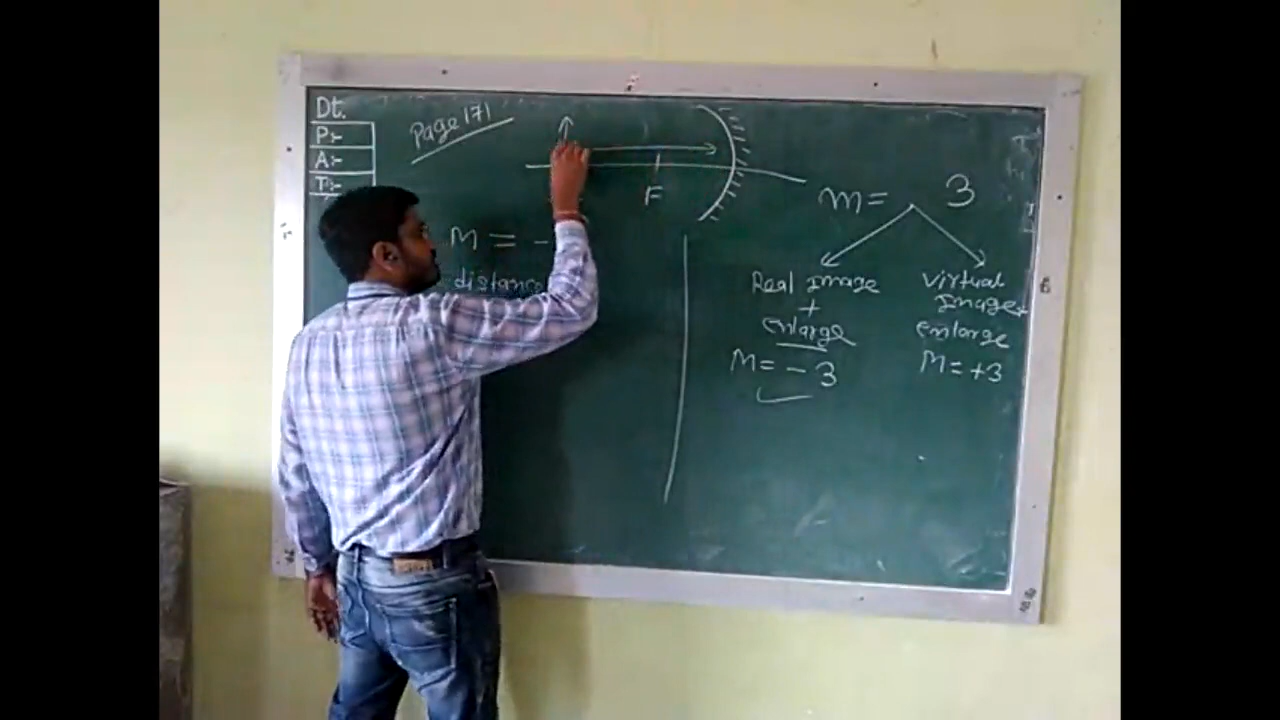 Dt.
P:-
A:-
T:-
Page 171
F
M = -
distance
m= 3
Real Image
+
enlarge
M= - 3
virtual
Image+
enlarge
M= +3